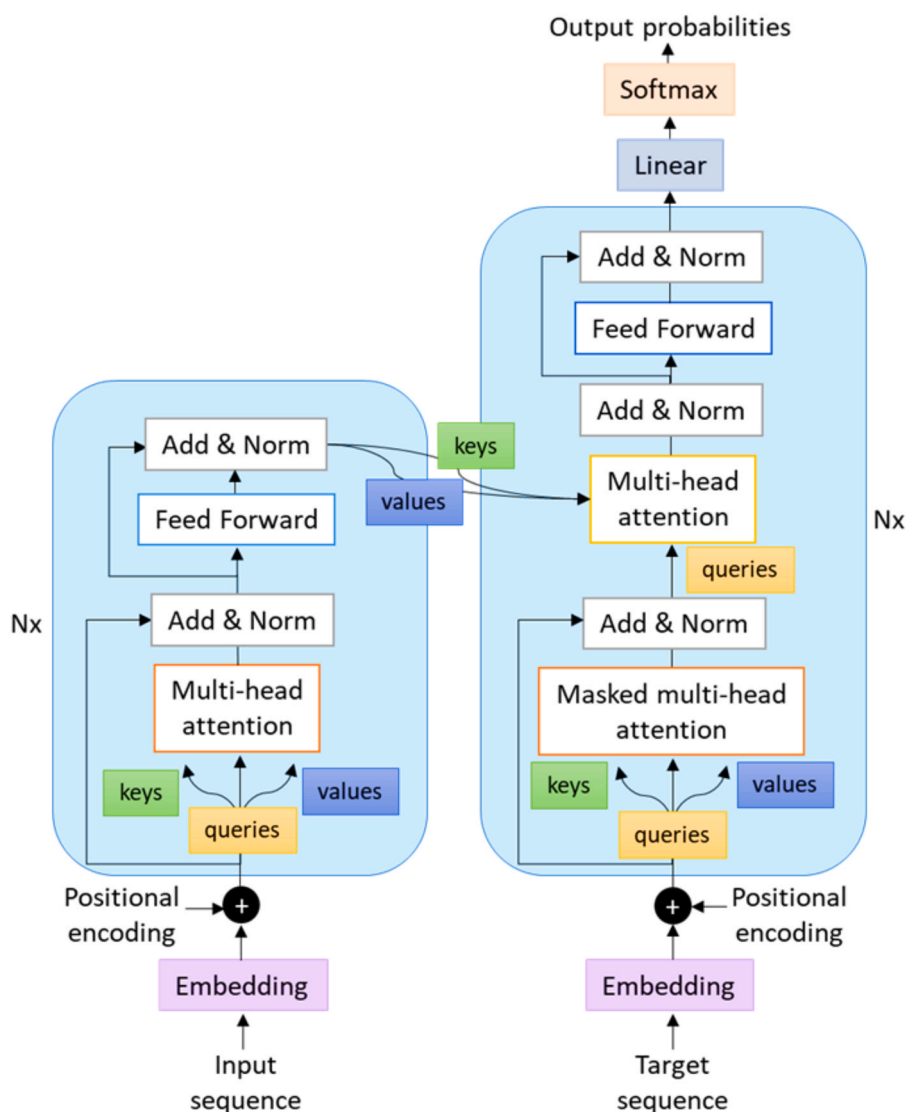 Output probabilities
Softmax
Linear
Add & Norm
Feed Forward
Add & Norm
Multi-head
attention
queries
Nx
Add & Norm
Masked multi-head
attention
keys
values
queries
Positional
encoding
Embedding
Target
sequence
keys
values
Add & Norm
Feed Forward
Add & Norm
Nx
Multi-head
attention
keys
values
queries
Positional
encoding
Embedding
Input
sequence
+
+